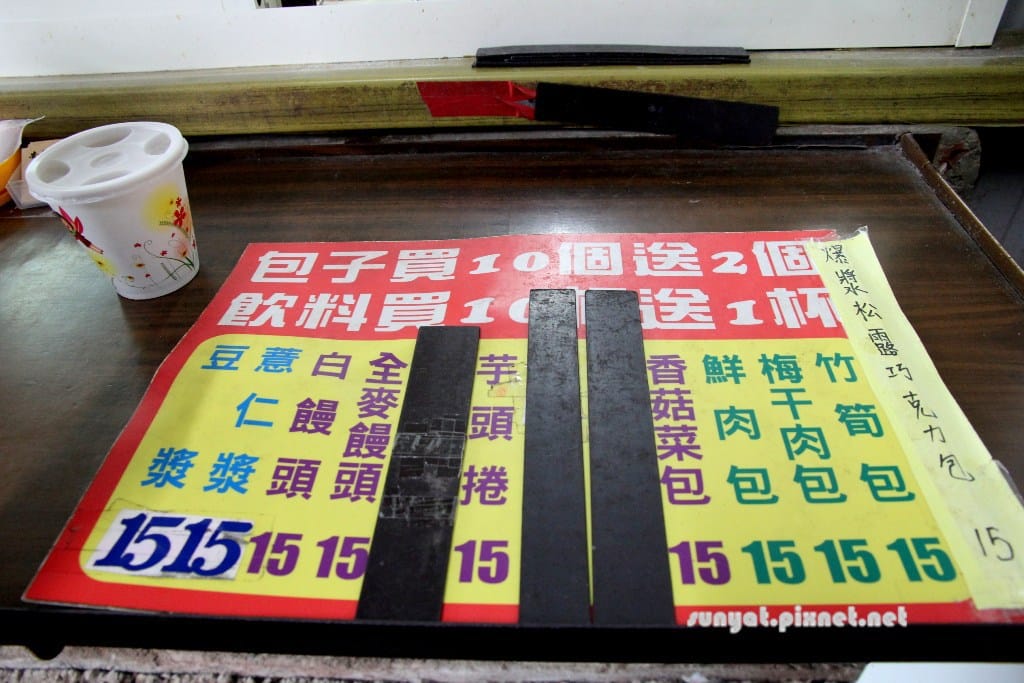 包子買10個送2個
飲料買10個送1杯
爆漿松露巧克力包
15
竹筍包
15
梅干肉包
15
鮮肉包
15
香菇菜包
15
芋頭捲
15
全麥饅頭
15
白饅頭
15
薏仁漿
15
豆漿
15
sunyat.pixnet.net